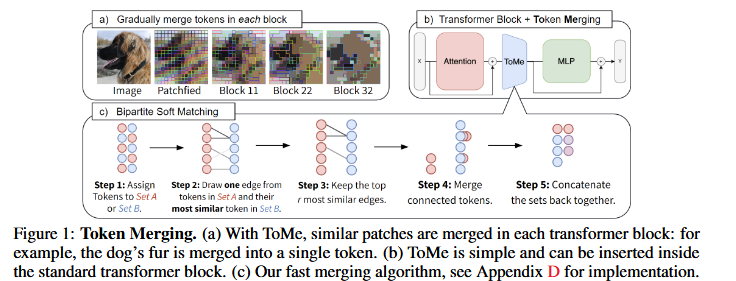 a) Gradually merge tokens in each block
Image Patchfied Block 11 Block 22 Block 32
b) Transformer Block + Token Merging
X Attention ToMe MLP Y
c) Bipartite Soft Matching
Step 1: Assign
Tokens to Set A
or Set B.
Step 2: Draw one edge from
tokens in Set A and their
most similar token in Set B.
Step 3: Keep the top
r most similar edges.
Step 4: Merge
connected tokens.
Step 5: Concatenate
the sets back together.
Figure 1: Token Merging. (a) With ToMe, similar patches are merged in each transformer block: for
example, the dog's fur is merged into a single token. (b) ToMe is simple and can be inserted inside
the standard transformer block. (c) Our fast merging algorithm, see Appendix D for implementation.